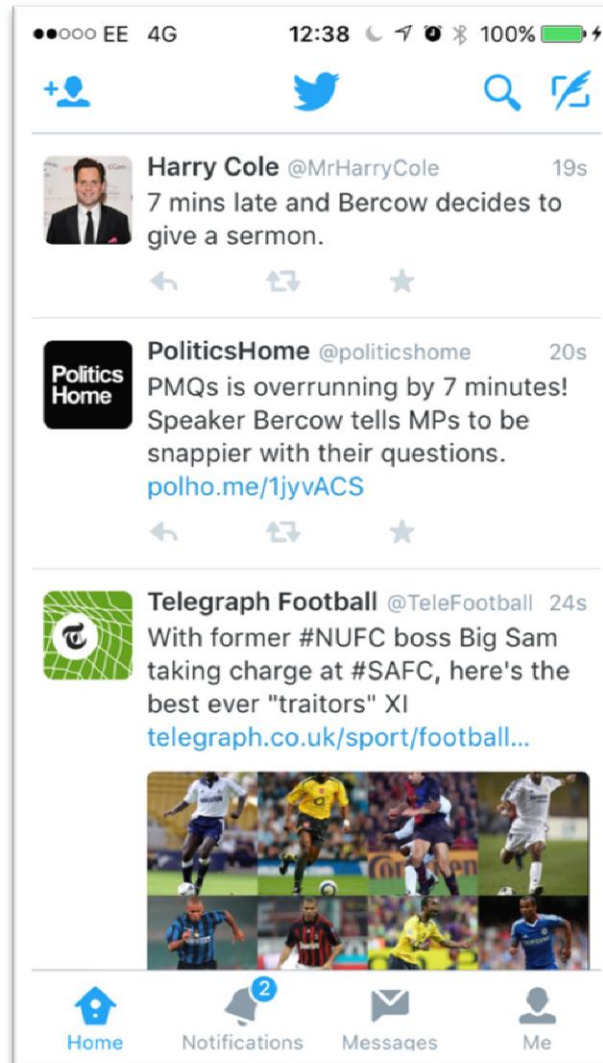 EE 4G 12:38 100%
Harry Cole @MrHarryCole 19s
7 mins late and Bercow decides to
give a sermon.
Politics
Home
PoliticsHome @politicshome 20s
PMQs is overrunning by 7 minutes!
Speaker Bercow tells MPs to be
snappier with their questions.
polho.me/1jyvACS
Telegraph Football @TeleFootball 24s
With former #NUFC boss Big Sam
taking charge at #SAFC, here's the
best ever "traitors" XI
telegraph.co.uk/sport/football...
2
Home Notifications Messages Me